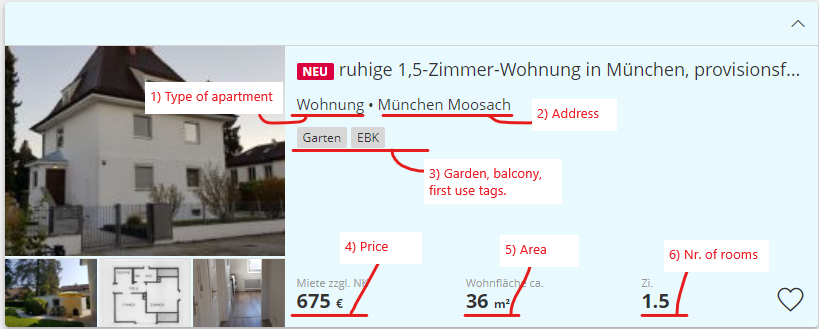 NEU ruhige 1,5-Zimmer-Wohnung in München, provisionsf...
1) Type of apartment
Wohnung • München Moosach
2) Address
Garten EBK
3) Garden, balcony,
first use tags.
4) Price
5) Area
6) Nr. of rooms
Miete zzgl. NK
Wohnfläche ca.
Zi.
675 €
36 m²
1.5